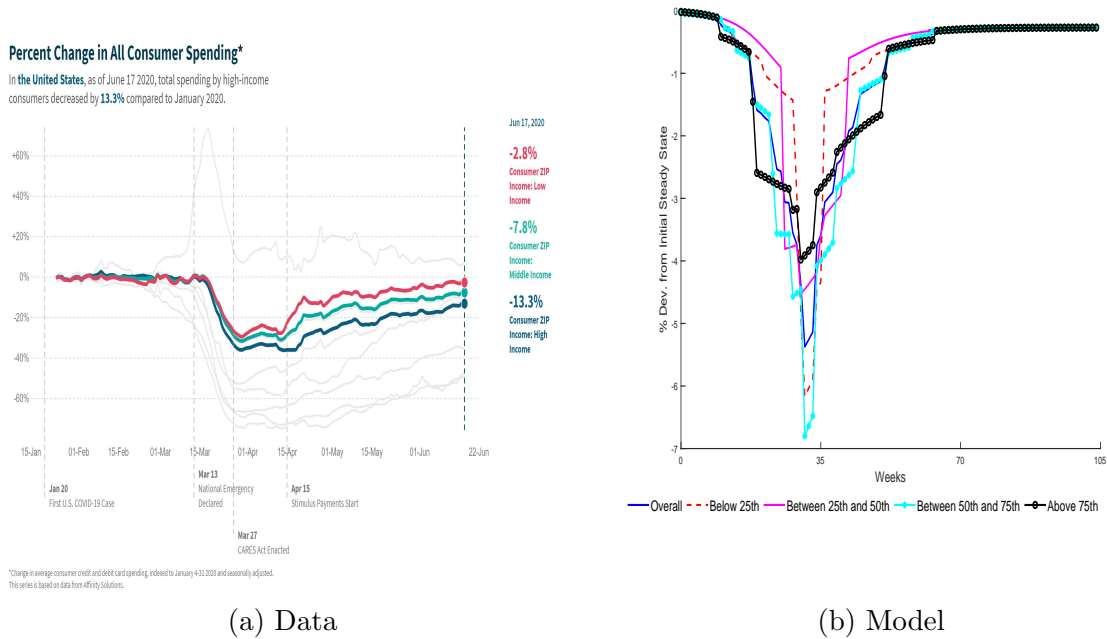 Percent Change in All Consumer Spending*
In the United States, as of June 17 2020, total spending by high-income
consumers decreased by 13.3% compared to January 2020.
Jun 17, 2020
+60%
+40%
+20%
0%
-20%
-40%
-60%
-2.8%
Consumer ZIP
Income: Low
Income
-7.8%
Consumer ZIP
Income:
Middle Income
-13.3%
Consumer ZIP
Income: High
Income
15-Jan 01-Feb 15-Feb 01-Mar 15-Mar 01-Apr 15-Apr 01-May 15-May 01-Jun 22-Jun
Jan 20
First U.S. COVID-19 Case
Mar 13
National Emergency
Declared
Apr 15
Stimulus Payments Start
Mar 27
CARES Act Enacted
*Change in average consumer credit and debit card spending, indexed to January 4-31 2020 and seasonally adjusted.
This series is based on data from Affinity Solutions.
(a) Data
% Dev. from Initial Steady State
0
-1
-2
-3
-4
-5
-6
-7
0 35 70 105
Weeks
Overall Below 25th Between 25th and 50th Between 50th and 75th Above 75th
(b) Model